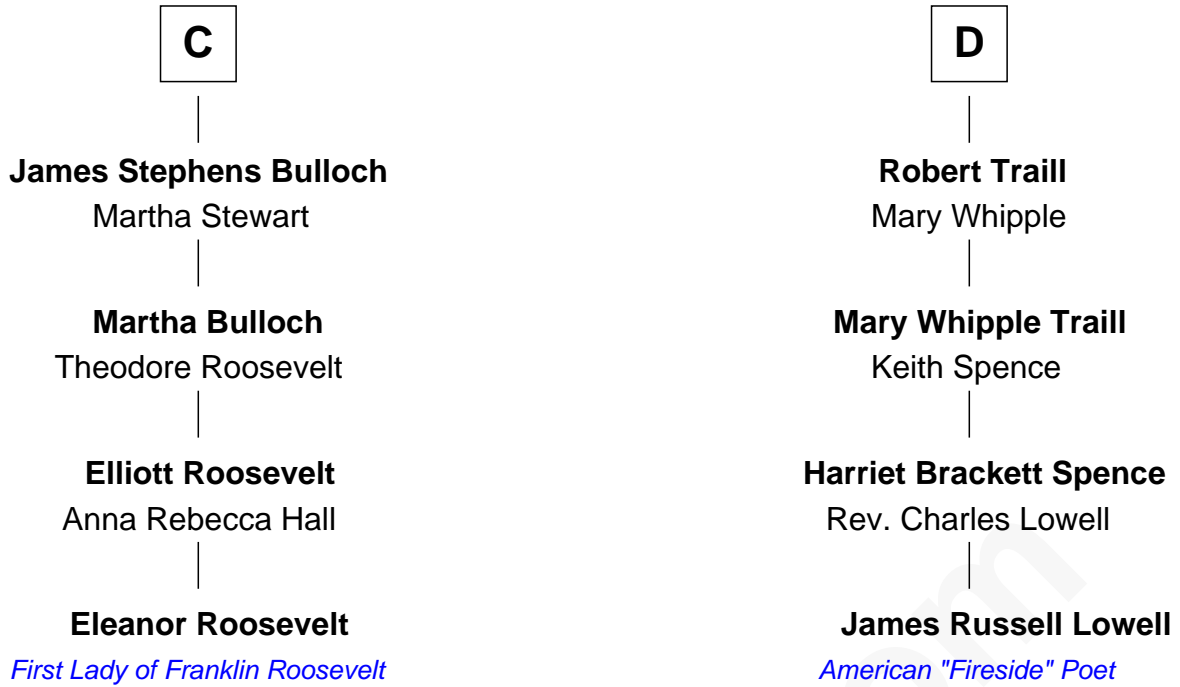 C
James Stephens Bulloch
Martha Stewart
Martha Bulloch
Theodore Roosevelt
Elliott Roosevelt
Anna Rebecca Hall
Eleanor Roosevelt
First Lady of Franklin Roosevelt
D
Robert Traill
Mary Whipple
Mary Whipple Traill
Keith Spence
Harriet Brackett Spence
Rev. Charles Lowell
James Russell Lowell
American "Fireside" Poet